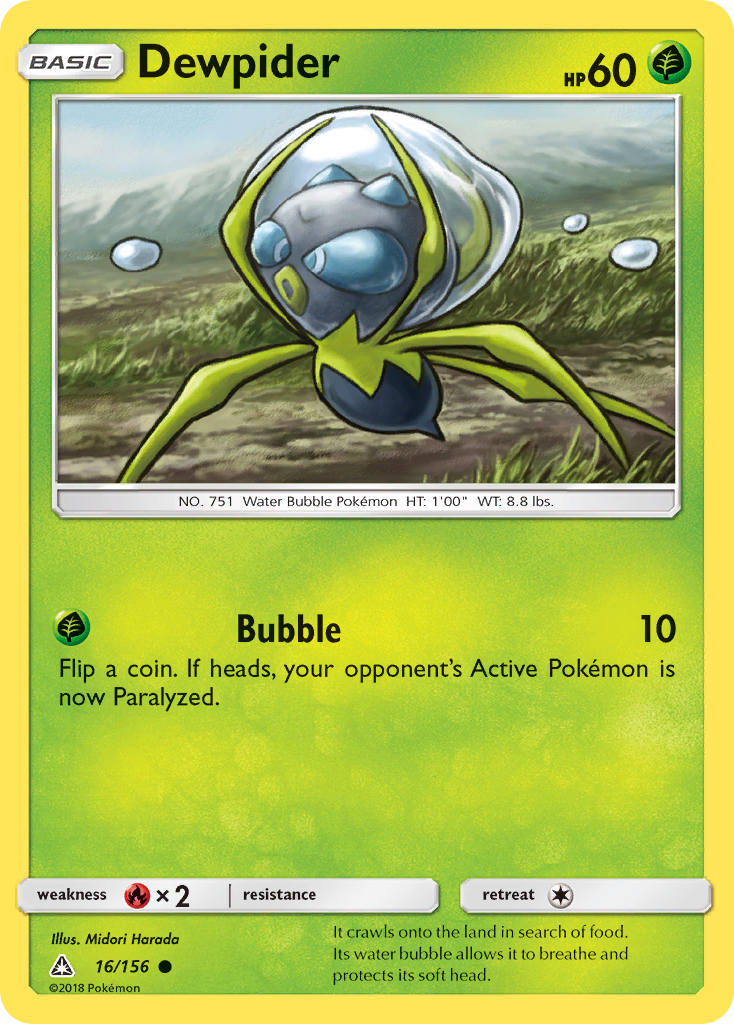 BASIC Dewpider HP60
NO. 751 Water Bubble Pokémon HT: 1'00" WT: 8.8 lbs.
Bubble 10
Flip a coin. If heads, your opponent's Active Pokémon is
now Paralyzed.
weakness ×2 resistance retreat
Illus. Midori Harada
16/156
©2018 Pokémon
It crawls onto the land in search of food.
Its water bubble allows it to breathe and
protects its soft head.